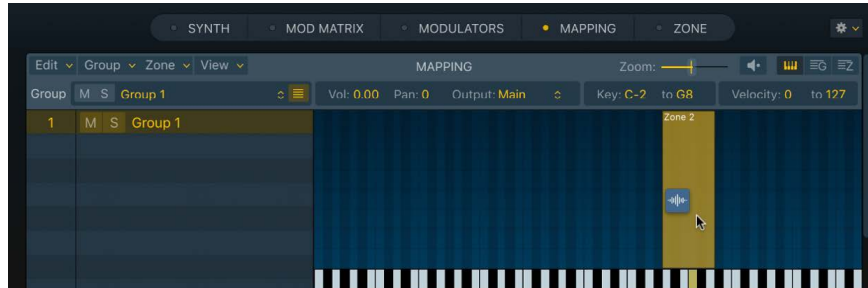 SYNTH MOD MATRIX MODULATORS MAPPING ZONE
Edit Group Zone View MAPPING Zoom: G Z
Group M S Group 1 Vol: 0.00 Pan: 0 Output: Main Key: C-2 to G8 Velocity: 0 to 127
1 M S Group 1 Zone 2